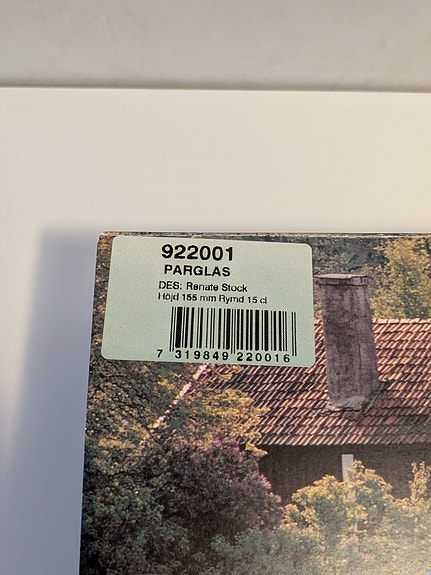 922001
PARGLAS
DES: Renate Stock
Höjd 155 mm Rymd 15 cl
7 319849 220016